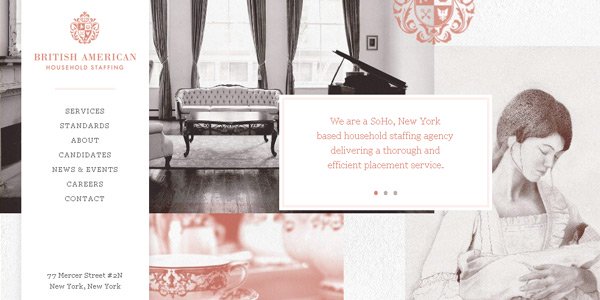 BRITISH AMERICAN
HOUSEHOLD STAFFING
SERVICES
STANDARDS
ABOUT
CANDIDATES
NEWS & EVENTS
CAREERS
CONTACT
77 Mercer Street #2N
New York, New York
We are a SoHo, New York
based household staffing agency
delivering a thorough and
efficient placement service.